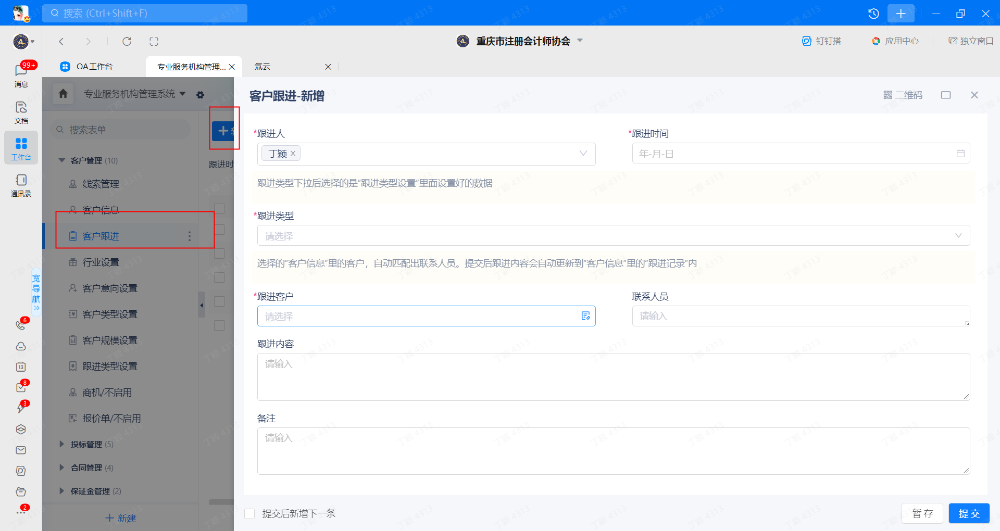 搜索 (Ctrl+Shift+F)
重庆市注册会计师协会
钉钉搭
应用中心
独立窗口
OA工作台
专业服务机构管理...
氚云
99+
消息
文档
工作台
通讯录
宽导航
6
13
8
3
2
专业服务机构管理系统
搜索表单
客户管理 (10)
线索管理
客户信息
客户跟进
行业设置
客户意向设置
客户类型设置
客户规模设置
跟进类型设置
商机/不启用
报价单/不启用
投标管理 (5)
合同管理 (4)
保证金管理 (2)
新建
跟进时
客户跟进-新增
二维码
*跟进人
丁颖
*跟进时间
年-月-日
跟进类型下拉后选择的是“跟进类型设置”里面设置好的数据
*跟进类型
请选择
选择的“客户信息”里的客户，自动匹配出联系人员。提交后跟进内容会自动更新到“客户信息”里的“跟进记录”内
*跟进客户
请选择
联系人员
请输入
跟进内容
请输入
备注
请输入
提交后新增下一条
暂存
提交
丁颖 4313